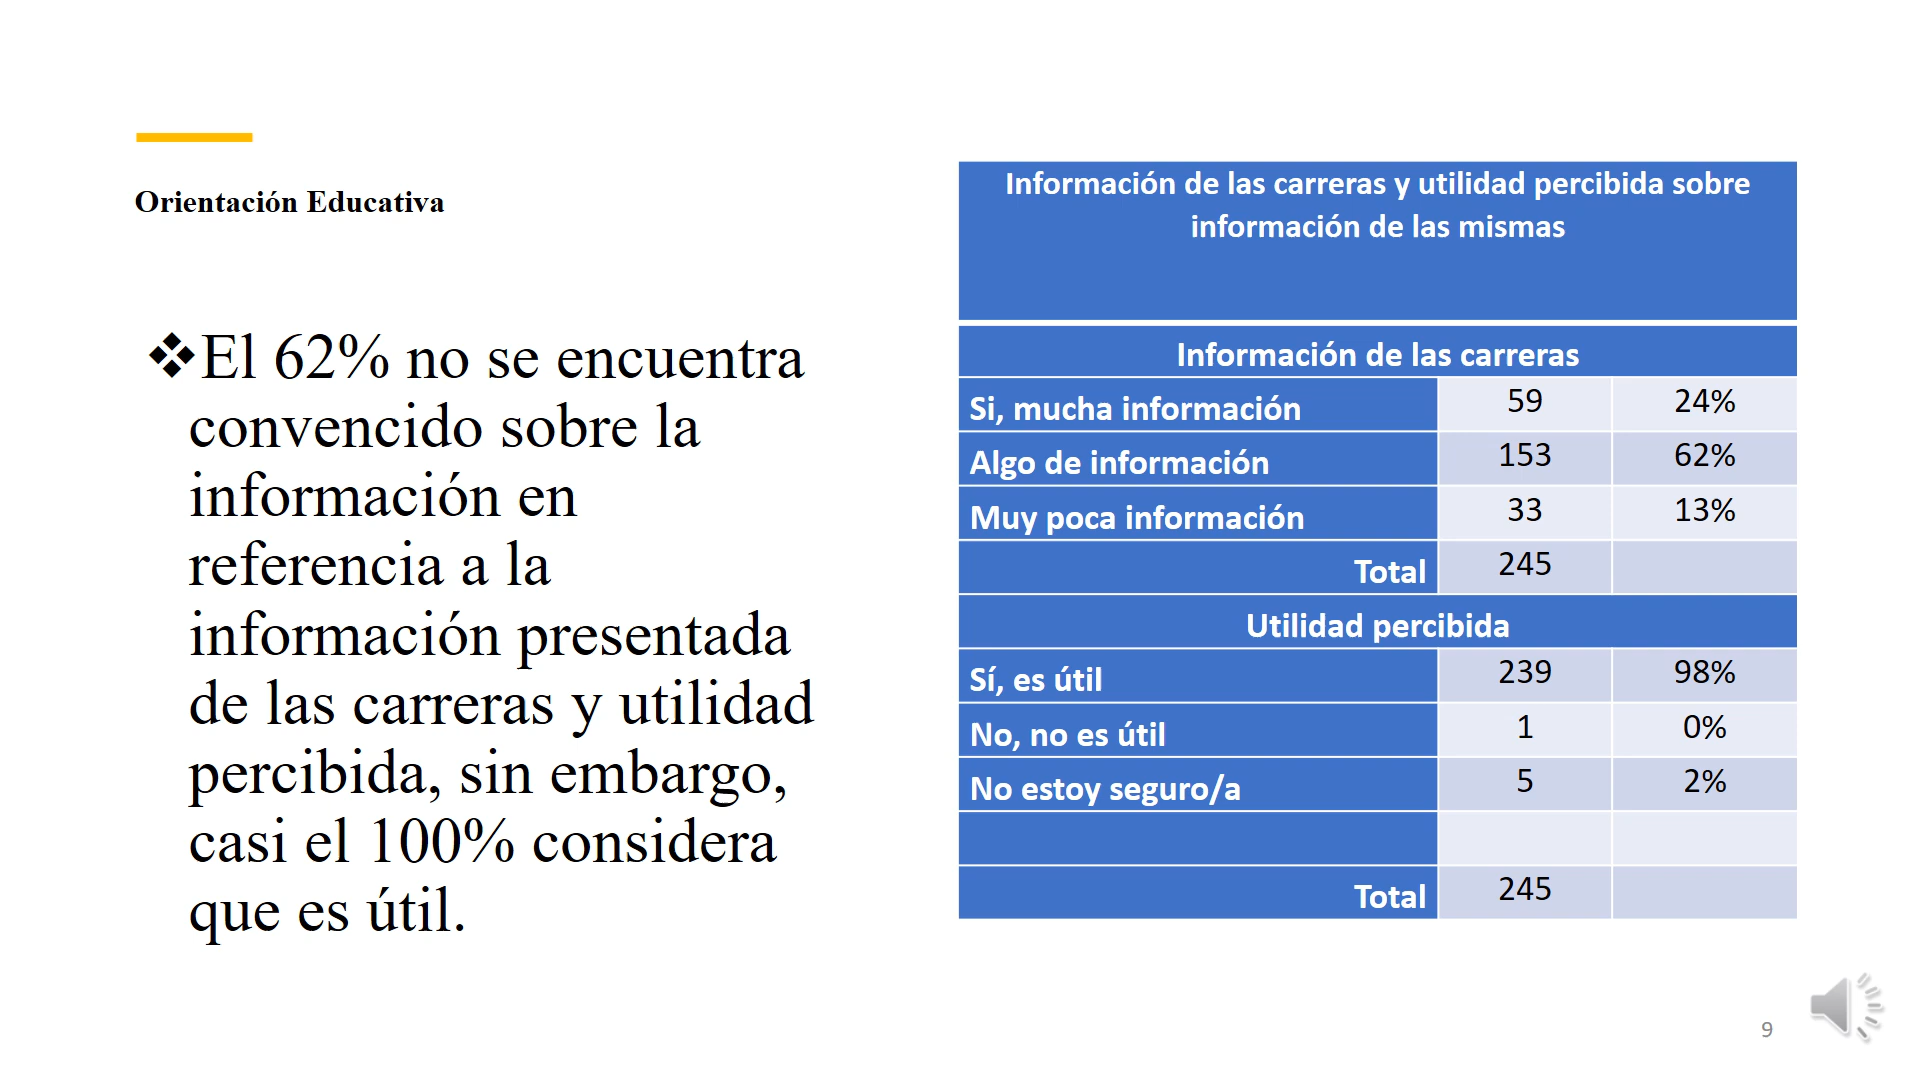 Orientación Educativa
❖El 62% no se encuentra
convencido sobre la
información en
referencia a la
información presentada
de las carreras y utilidad
percibida, sin embargo,
casi el 100% considera
que es útil.
Información de las carreras y utilidad percibida sobre
información de las mismas
Información de las carreras
Si, mucha información 59 24%
Algo de información 153 62%
Muy poca información 33 13%
Total 245
Utilidad percibida
Sí, es útil 239 98%
No, no es útil 1 0%
No estoy seguro/a 5 2%
Total 245
9